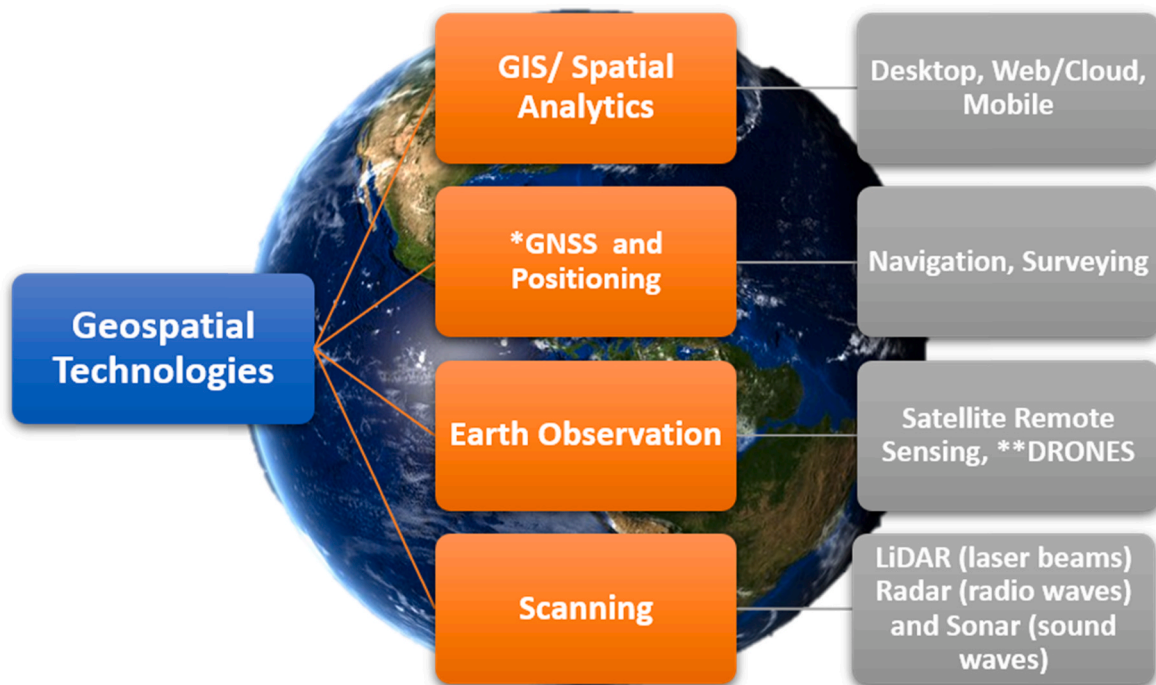 GIS/ Spatial
Analytics
Desktop, Web/Cloud,
Mobile
*GNSS and
Positioning
Navigation, Surveying
Geospatial
Technologies
Earth Observation
Satellite Remote
Sensing, **DRONES
Scanning
LiDAR (laser beams)
Radar (radio waves)
and Sonar (sound
waves)